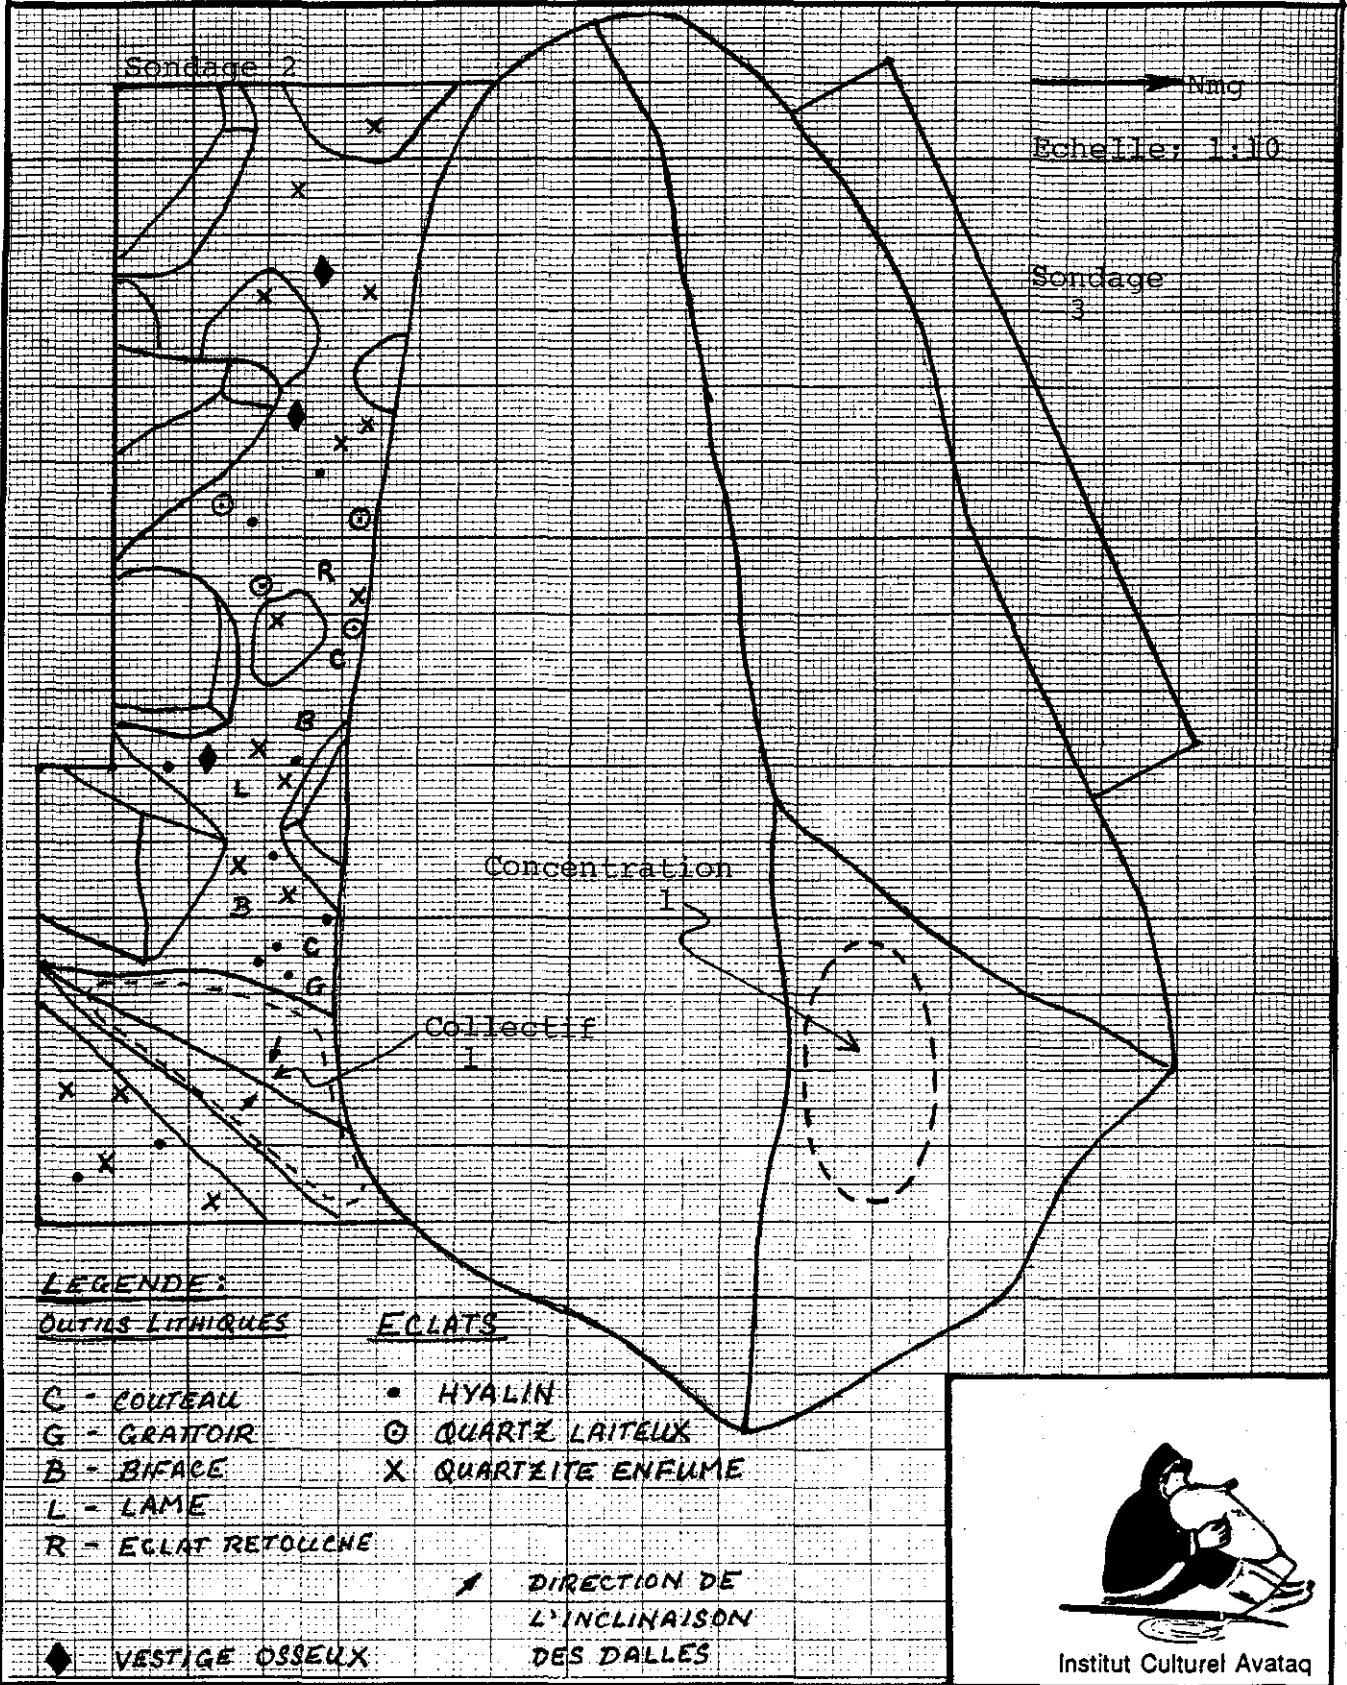 Sondage 2
Nmg
Echelle; 1:10
Sondage
3
R
C
B
L
B
C
G
Concentration
1
Collectif
1
LEGENDE:
OUTILS LITHIQUES
ECLATS
C - COUTEAU
G - GRATTOIR
B - BIFACE
L - LAME
R - ECLAT RETOUCHE
HYALIN
QUARTZ LAITEUX
X QUARTZITE ENFUME
DIRECTION DE
L'INCLINAISON
DES DALLES
VESTIGE OSSEUX
Institut Culturel Avataq